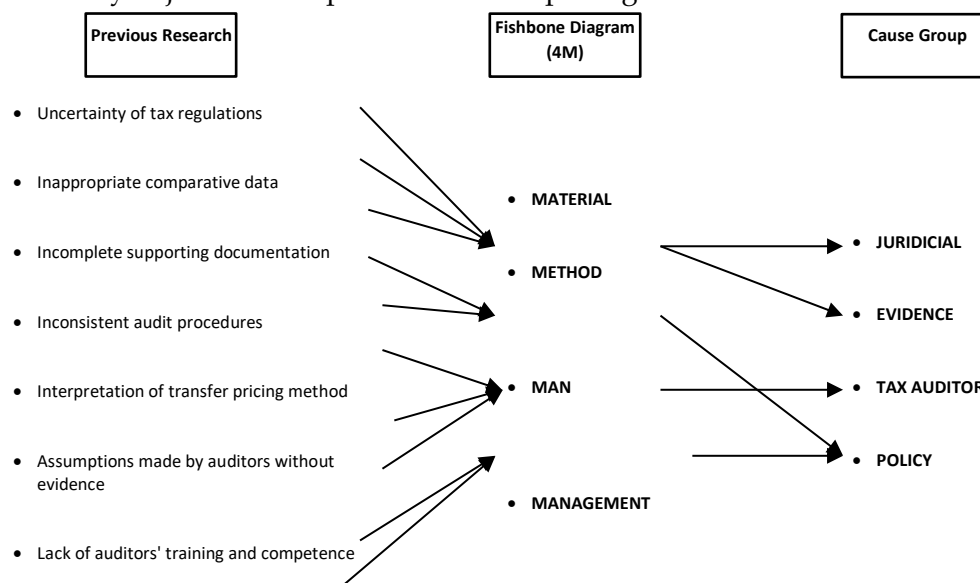 Previous Research
Fishbone Diagram
(4M)
Cause Group
• Uncertainty of tax regulations
• Inappropriate comparative data
• Incomplete supporting documentation
• Inconsistent audit procedures
• Interpretation of transfer pricing method
• Assumptions made by auditors without
evidence
• Lack of auditors' training and competence
• MATERIAL
• METHOD
• MAN
• MANAGEMENT
• JURIDICIAL
• EVIDENCE
• TAX AUDITOR
• POLICY